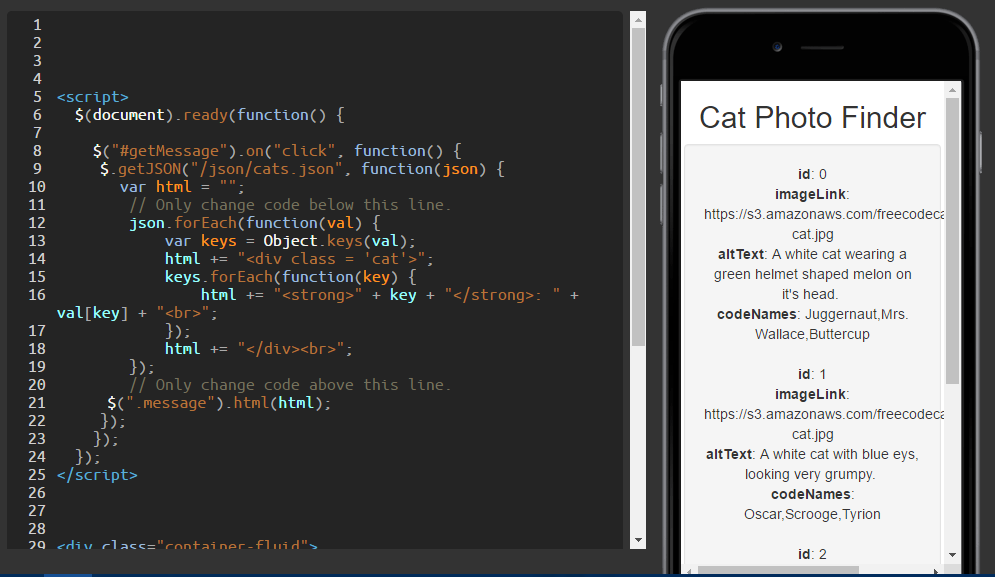 1
2
3
4
5 <script>
6 $(document).ready(function() {
7
8 $("#getMessage").on("click", function() {
9 $.getJSON("/json/cats.json", function(json) {
10 var html = "";
11 // Only change code below this line.
12 json.forEach(function(val) {
13 var keys = Object.keys(val);
14 html += "<div class = 'cat'>";
15 keys.forEach(function(key) {
16 html += "<strong>" + key + "</strong>: " +
val[key] + "<br>";
17 });
18 html += "</div><br>";
19 });
20 // Only change code above this line.
21 $(".message").html(html);
22 });
23 });
24 });
25 </script>
26
27
28
29 <div class="container-fluid">
Cat Photo Finder
id: 0
imageLink:
https://s3.amazonaws.com/freecodeca
cat.jpg
altText: A white cat wearing a
green helmet shaped melon on
it's head.
codeNames: Juggernaut,Mrs.
Wallace,Buttercup
id: 1
imageLink:
https://s3.amazonaws.com/freecodeca
cat.jpg
altText: A white cat with blue eys,
looking very grumpy.
codeNames:
Oscar,Scrooge,Tyrion
id: 2